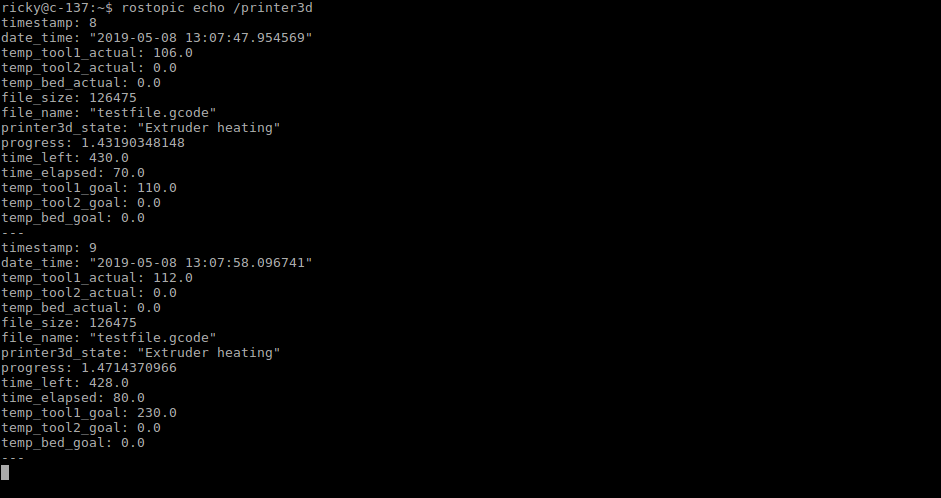 ricky@c-137:~$ rostopic echo /printer3d
timestamp: 8
date_time: "2019-05-08 13:07:47.954569"
temp_tool1_actual: 106.0
temp_tool2_actual: 0.0
temp_bed_actual: 0.0
file_size: 126475
file_name: "testfile.gcode"
printer3d_state: "Extruder heating"
progress: 1.43190348148
time_left: 430.0
time_elapsed: 70.0
temp_tool1_goal: 110.0
temp_tool2_goal: 0.0
temp_bed_goal: 0.0
---
timestamp: 9
date_time: "2019-05-08 13:07:58.096741"
temp_tool1_actual: 112.0
temp_tool2_actual: 0.0
temp_bed_actual: 0.0
file_size: 126475
file_name: "testfile.gcode"
printer3d_state: "Extruder heating"
progress: 1.4714370966
time_left: 428.0
time_elapsed: 80.0
temp_tool1_goal: 230.0
temp_tool2_goal: 0.0
temp_bed_goal: 0.0
---